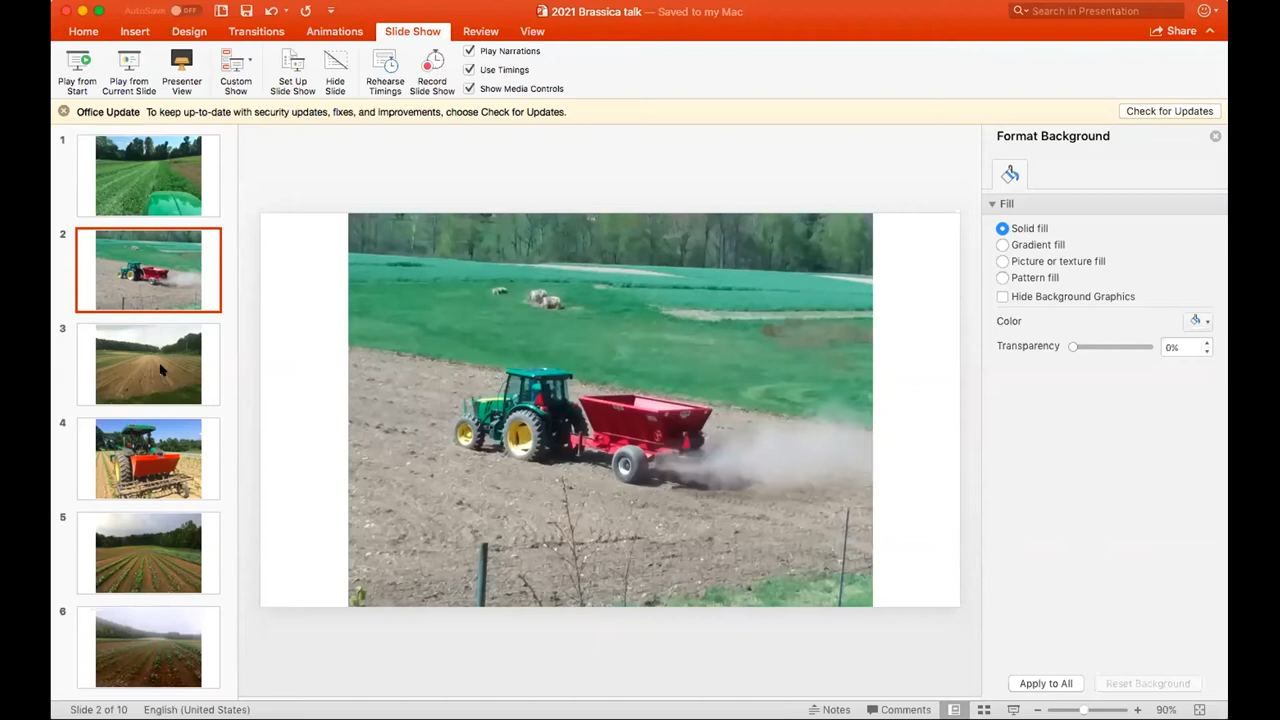 AutoSave OFF
2021 Brassica talk — Saved to my Mac
Search in Presentation
Home Insert Design Transitions Animations Slide Show Review View
Share
Play from Start
Play from Current Slide
Presenter View
Custom Show
Set Up Slide Show
Hide Slide
Rehearse Timings
Record Slide Show
Play Narrations
Use Timings
Show Media Controls
Office Update To keep up-to-date with security updates, fixes, and improvements, choose Check for Updates.
Check for Updates
1
2
3
4
5
6
Format Background
Fill
Solid fill
Gradient fill
Picture or texture fill
Pattern fill
Hide Background Graphics
Color
Transparency 0%
Apply to All
Reset Background
Slide 2 of 10 English (United States)
Notes Comments 90%